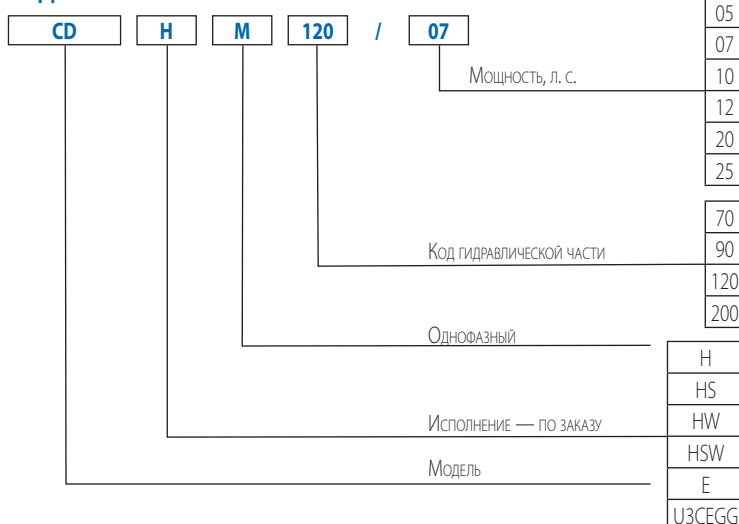 CD H M 120 / 07
05
07
Мощность, л. с. 10
12
20
25
70
Код гидравлической части 90
120
200
Однофазный
H
HS
Исполнение — по заказу HW
HSW
Модель
E
U3CEGG